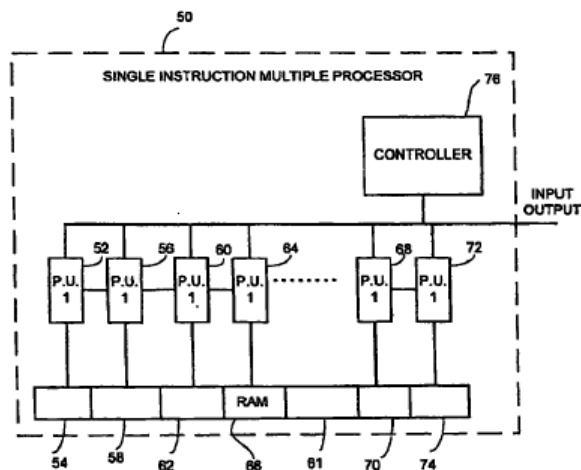 50
SINGLE INSTRUCTION MULTIPLE PROCESSOR
76
CONTROLLER
INPUT
OUTPUT
52
56
60
64
68
72
P.U.
1
P.U.
1
P.U.
1
P.U.
1
P.U.
1
P.U.
1
RAM
54
58
62
66
61
70
74